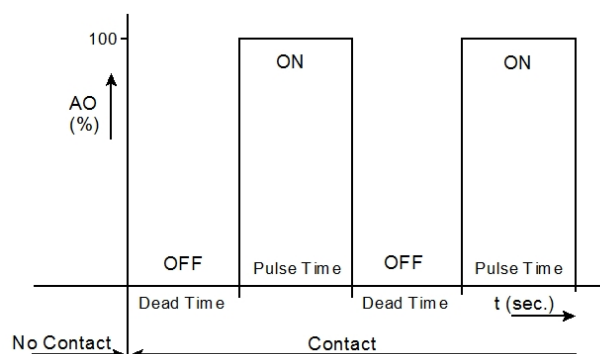 100
ON
ON
AO
(%)
OFF
Pulse Time
OFF
Pulse Time
Dead Time
Dead Time
t (sec.)
No Contact
Contact